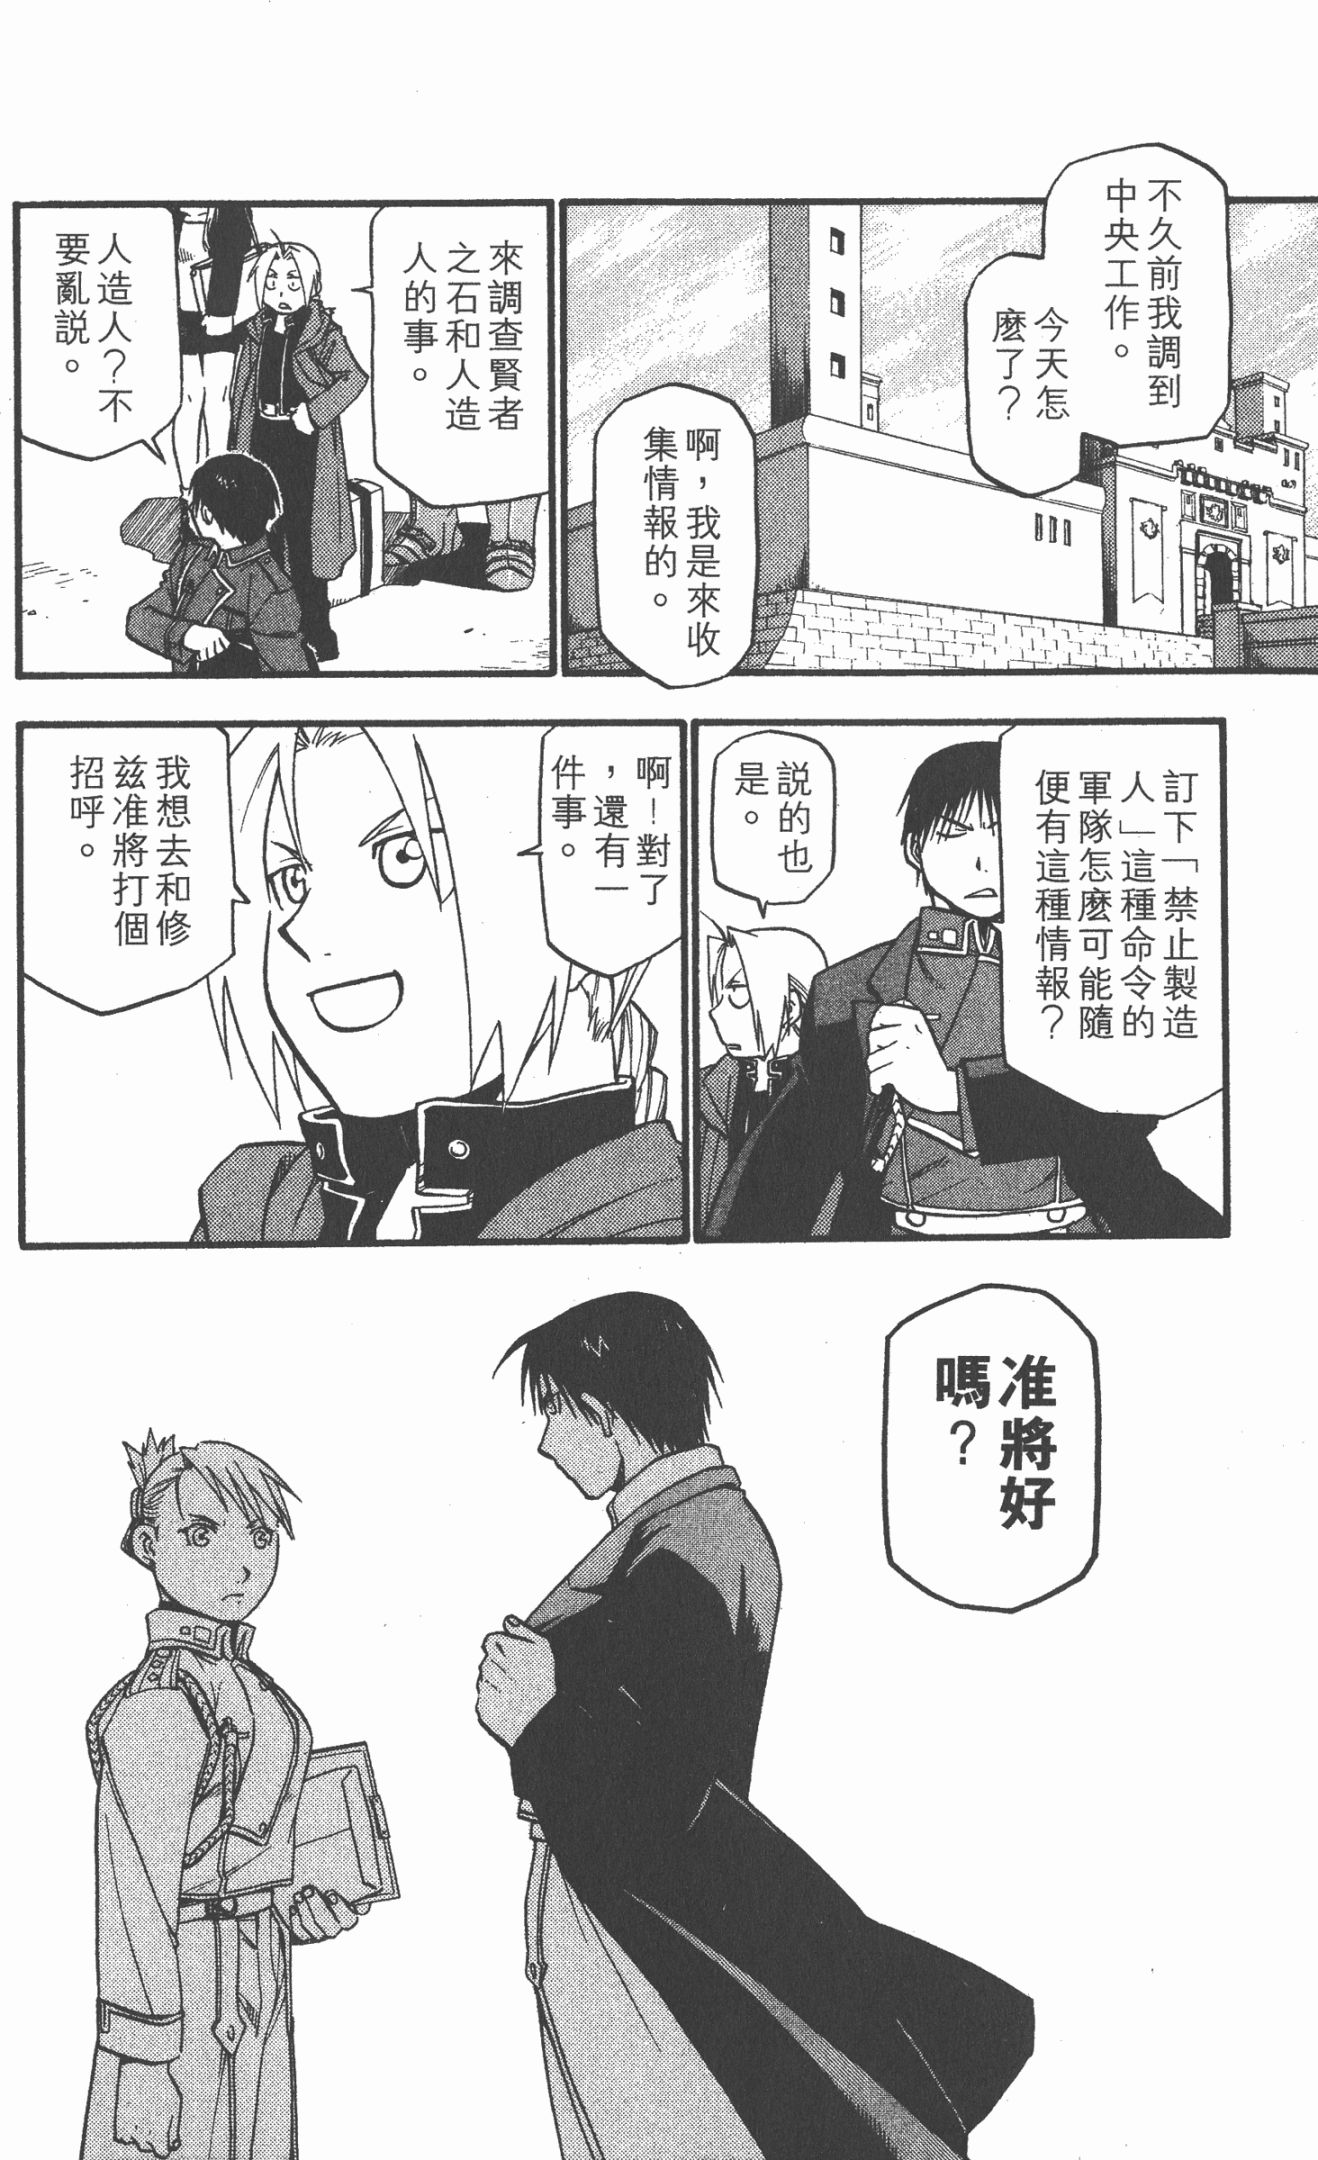 不久前我調到
中央工作。
今天怎
麼了？
啊，我是來收
集情報的。
來調查賢者
之石和人造
人的事。
人造人？不
要亂說。
訂下「禁止製造
人」這種命令的
軍隊怎麼可能隨
便有這種情報？
說的也
是。
啊！對了
，還有一
件事。
我想去和修
茲准將打個
招呼。
准將好
嗎？